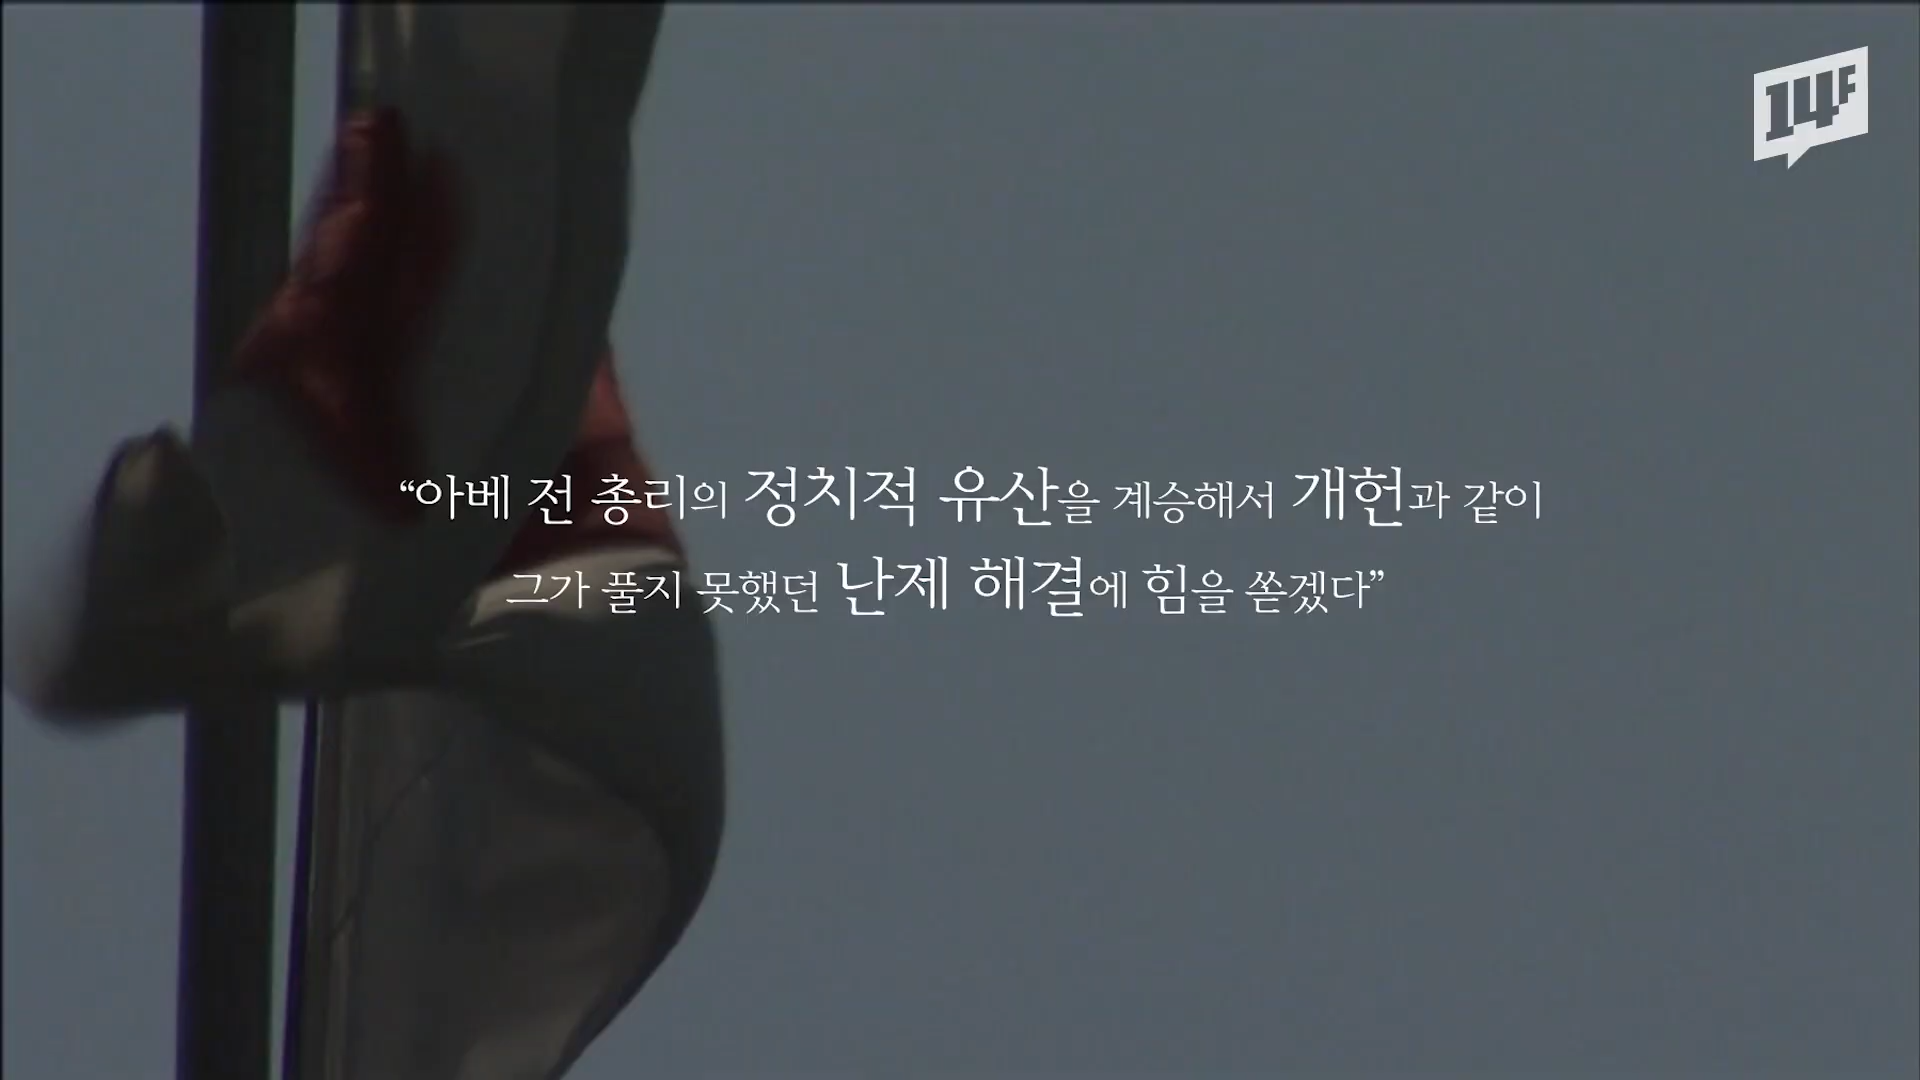 14F
“아베 전 총리의 정치적 유산을 계승해서 개헌과 같이
그가 풀지 못했던 난제 해결에 힘을 쏟겠다”